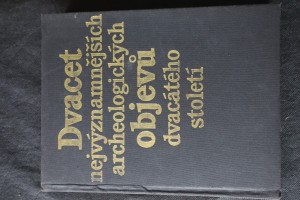 Dvacet
nejvýznamnějších
archeologických
objevů
dvacátého
století